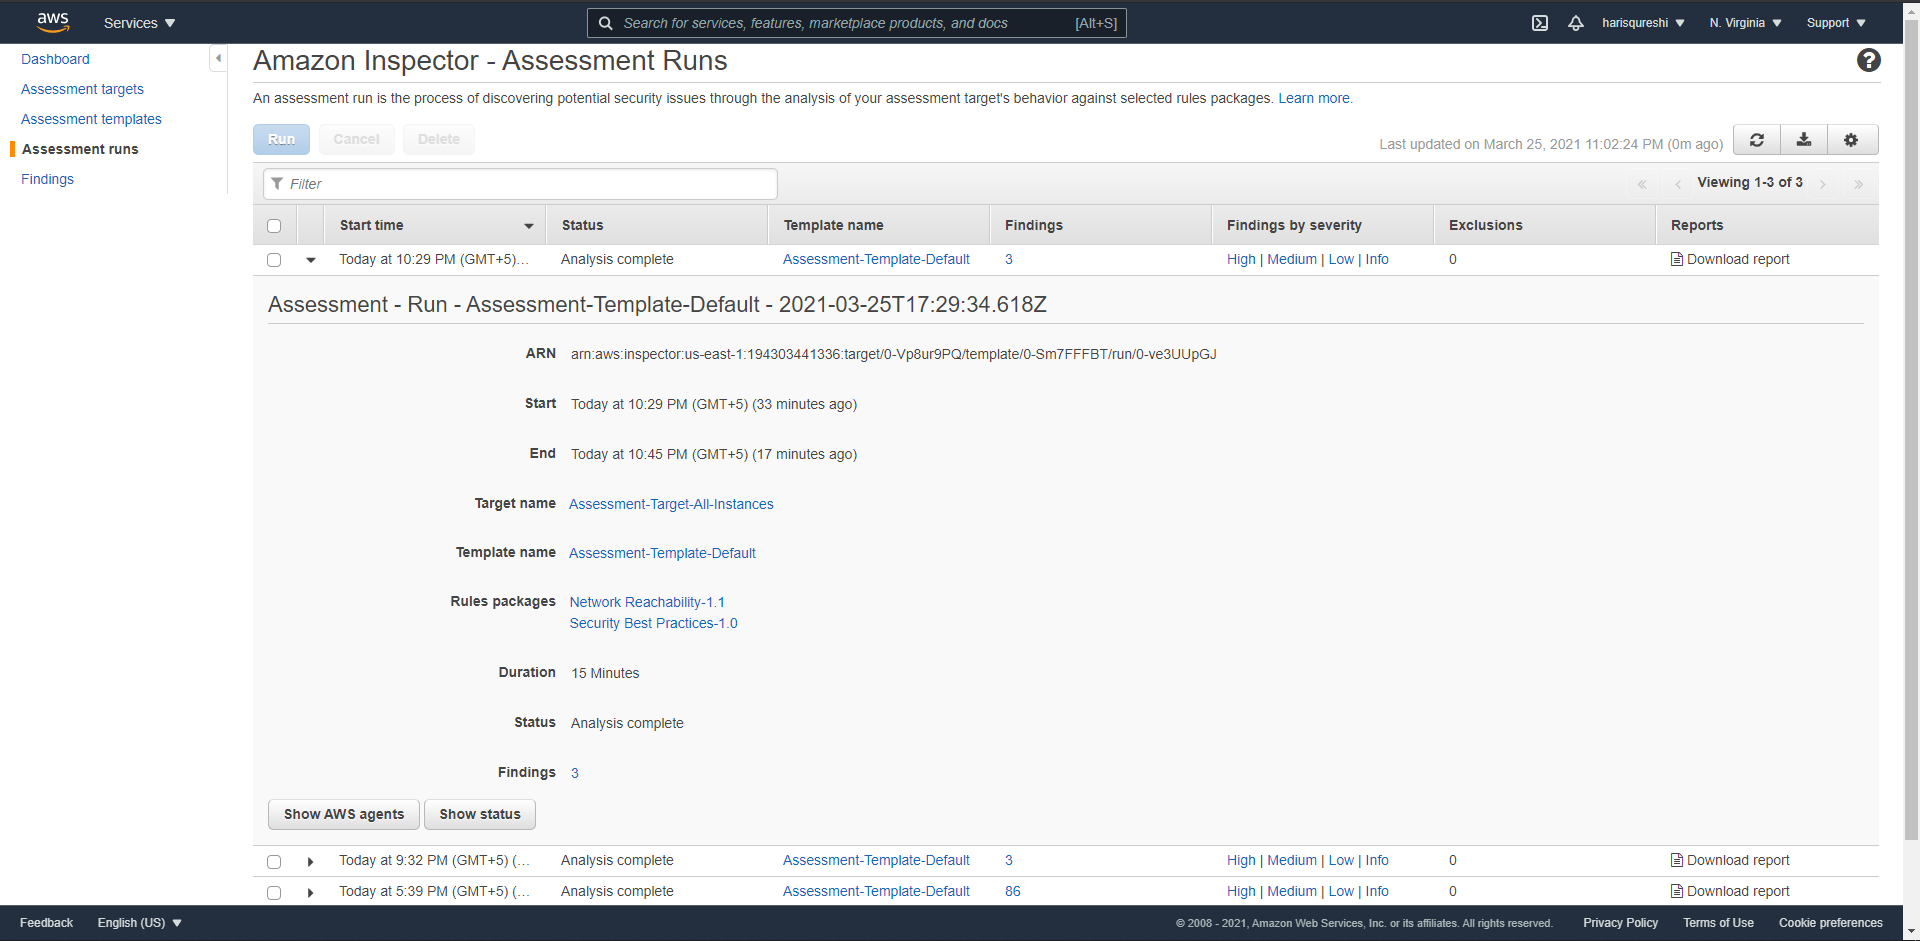 aws Services Search for services, features, marketplace products, and docs [Alt+S] harisqureshi N. Virginia Support
Dashboard
Assessment targets
Assessment templates
Assessment runs
Findings
Amazon Inspector - Assessment Runs
An assessment run is the process of discovering potential security issues through the analysis of your assessment target's behavior against selected rules packages. Learn more.
Run Cancel Delete Last updated on March 25, 2021 11:02:24 PM (0m ago)
Filter « ‹ Viewing 1-3 of 3 › »
Start time Status Template name Findings Findings by severity Exclusions Reports
Today at 10:29 PM (GMT+5)... Analysis complete Assessment-Template-Default 3 High | Medium | Low | Info 0 Download report
Assessment - Run - Assessment-Template-Default - 2021-03-25T17:29:34.618Z
ARN arn:aws:inspector:us-east-1:194303441336:target/0-Vp8ur9PQ/template/0-Sm7FFFBT/run/0-ve3UUpGJ
Start Today at 10:29 PM (GMT+5) (33 minutes ago)
End Today at 10:45 PM (GMT+5) (17 minutes ago)
Target name Assessment-Target-All-Instances
Template name Assessment-Template-Default
Rules packages Network Reachability-1.1
Security Best Practices-1.0
Duration 15 Minutes
Status Analysis complete
Findings 3
Show AWS agents Show status
Today at 9:32 PM (GMT+5) (... Analysis complete Assessment-Template-Default 3 High | Medium | Low | Info 0 Download report
Today at 5:39 PM (GMT+5) (... Analysis complete Assessment-Template-Default 86 High | Medium | Low | Info 0 Download report
Feedback English (US) © 2008 - 2021, Amazon Web Services, Inc. or its affiliates. All rights reserved. Privacy Policy Terms of Use Cookie preferences